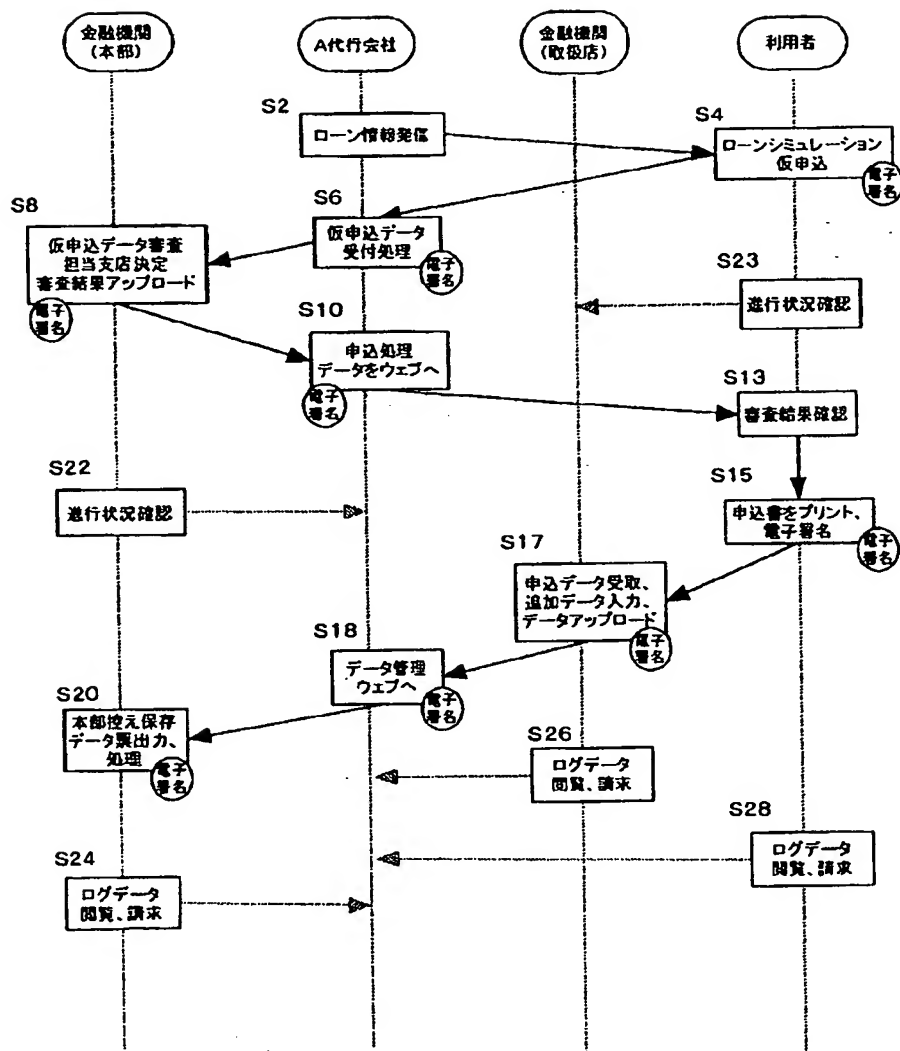 金融機関
(本部)
A代行会社
金融機関
(取扱店)
利用者
S2
ローン情報発信
S4
ローンシミュレーション
仮申込
電子
署名
S6
仮申込データ
受付処理
電子
署名
S8
仮申込データ審査
担当支店決定
審査結果アップロード
電子
署名
S23
進行状況確認
S10
申込処理
データをウェブへ
電子
署名
S13
審査結果確認
S22
進行状況確認
S15
申込書をプリント、
電子署名
電子
署名
S17
申込データ受取、
追加データ入力、
データアップロード
電子
署名
S18
データ管理
ウェブへ
電子
署名
S20
本部控え保存
データ票出力、
処理
電子
署名
S26
ログデータ
閲覧、請求
S28
ログデータ
閲覧、請求
S24
ログデータ
閲覧、請求